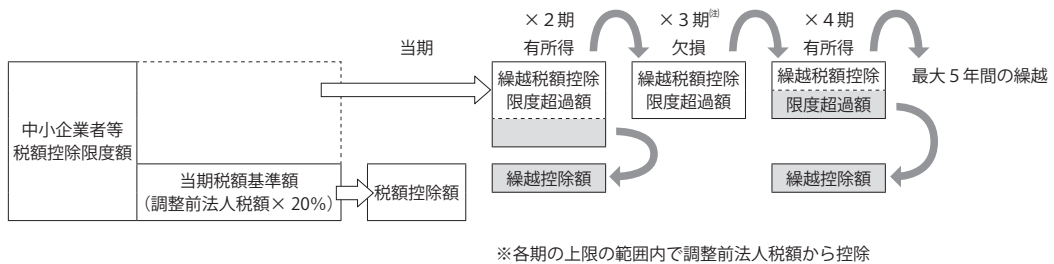 ×2期
有所得
×3期㊟
欠損
×4期
有所得
当期
繰越税額控除
限度超過額
繰越税額控除
限度超過額
繰越税額控除
限度超過額
最大5年間の繰越
中小企業者等
税額控除限度額
当期税額基準額
(調整前法人税額×20%)
税額控除額
繰越控除額
繰越控除額
※各期の上限の範囲内で調整前法人税額から控除